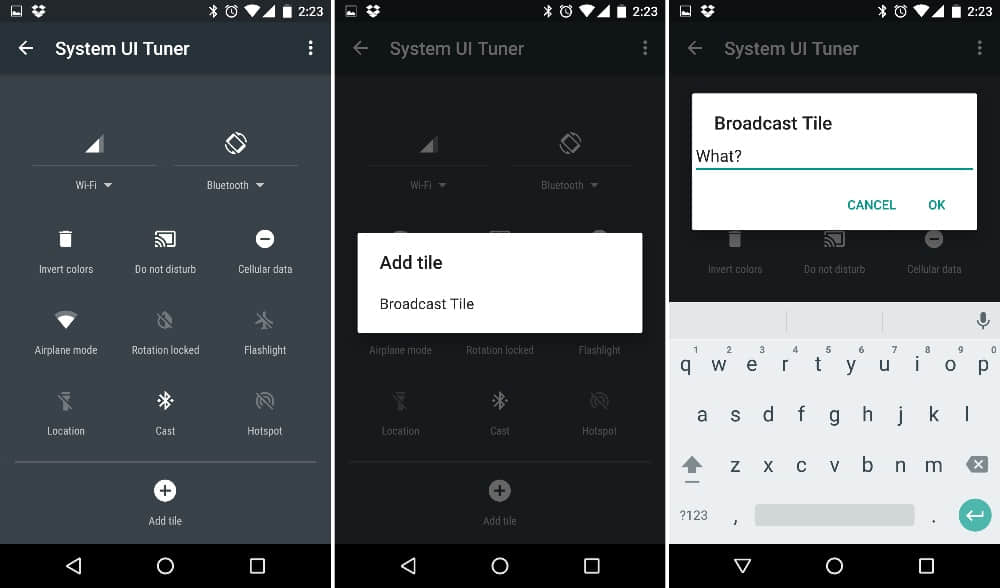 2:23
System UI Tuner
Wi-Fi
Bluetooth
Invert colors
Do not disturb
Cellular data
Airplane mode
Rotation locked
Flashlight
Location
Cast
Hotspot
Add tile
2:23
System UI Tuner
Wi-Fi
Bluetooth
Add tile
Broadcast Tile
Airplane mode
Rotation locked
Flashlight
Location
Cast
Hotspot
Add tile
2:23
System UI Tuner
Broadcast Tile
What?
CANCEL OK
Invert colors
Do not disturb
Cellular data
1 2 3 4 5 6 7 8 9 0
q w e r t y u i o p
a s d f g h j k l
z x c v b n m
?123 , .